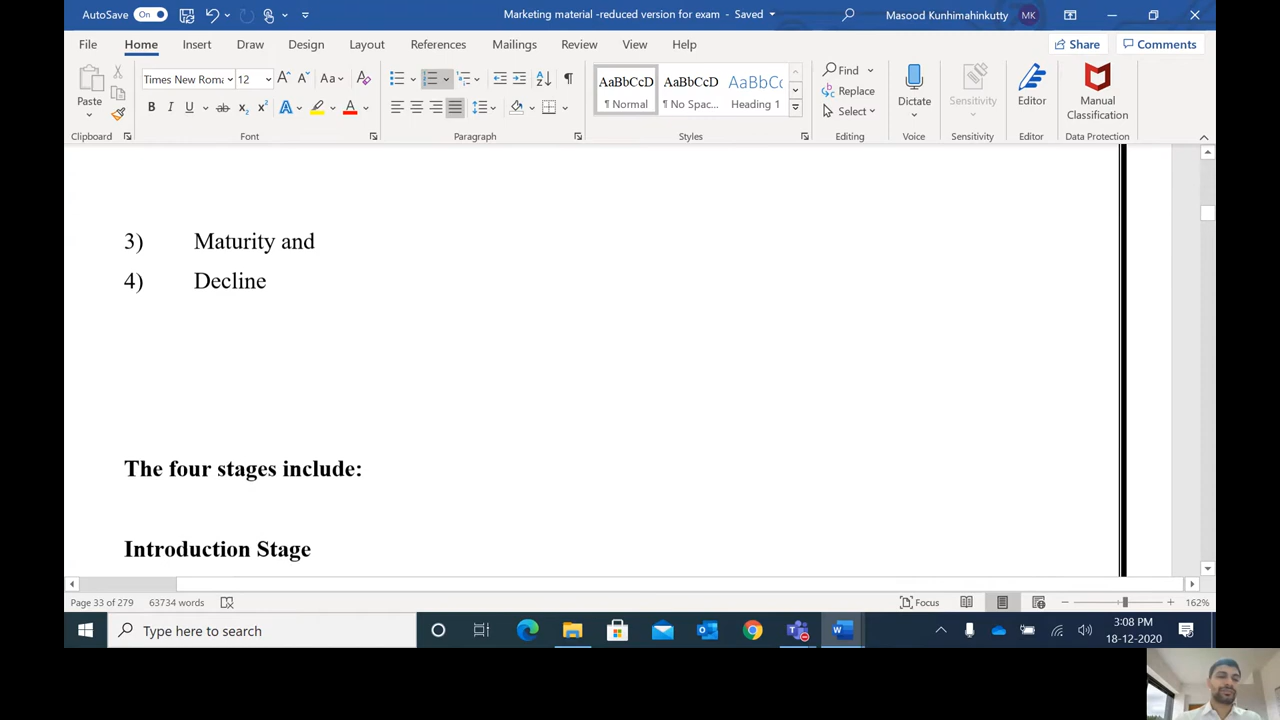 AutoSave On
Marketing material -reduced version for exam - Saved
Masood Kunhimahinkutty MK
File Home Insert Draw Design Layout References Mailings Review View Help
Share Comments
Paste
Times New Roma 12
Aa
B I U ab x2 x2 A A
AaBbCcD AaBbCcD AaBbCc
¶ Normal ¶ No Spac... Heading 1
Find
Replace
Select
Dictate
Sensitivity
Editor
Manual Classification
Clipboard Font Paragraph Styles Editing Voice Sensitivity Editor Data Protection
3) Maturity and
4) Decline
The four stages include:
Introduction Stage
Page 33 of 279 63734 words
Focus
162%
Type here to search
3:08 PM
18-12-2020